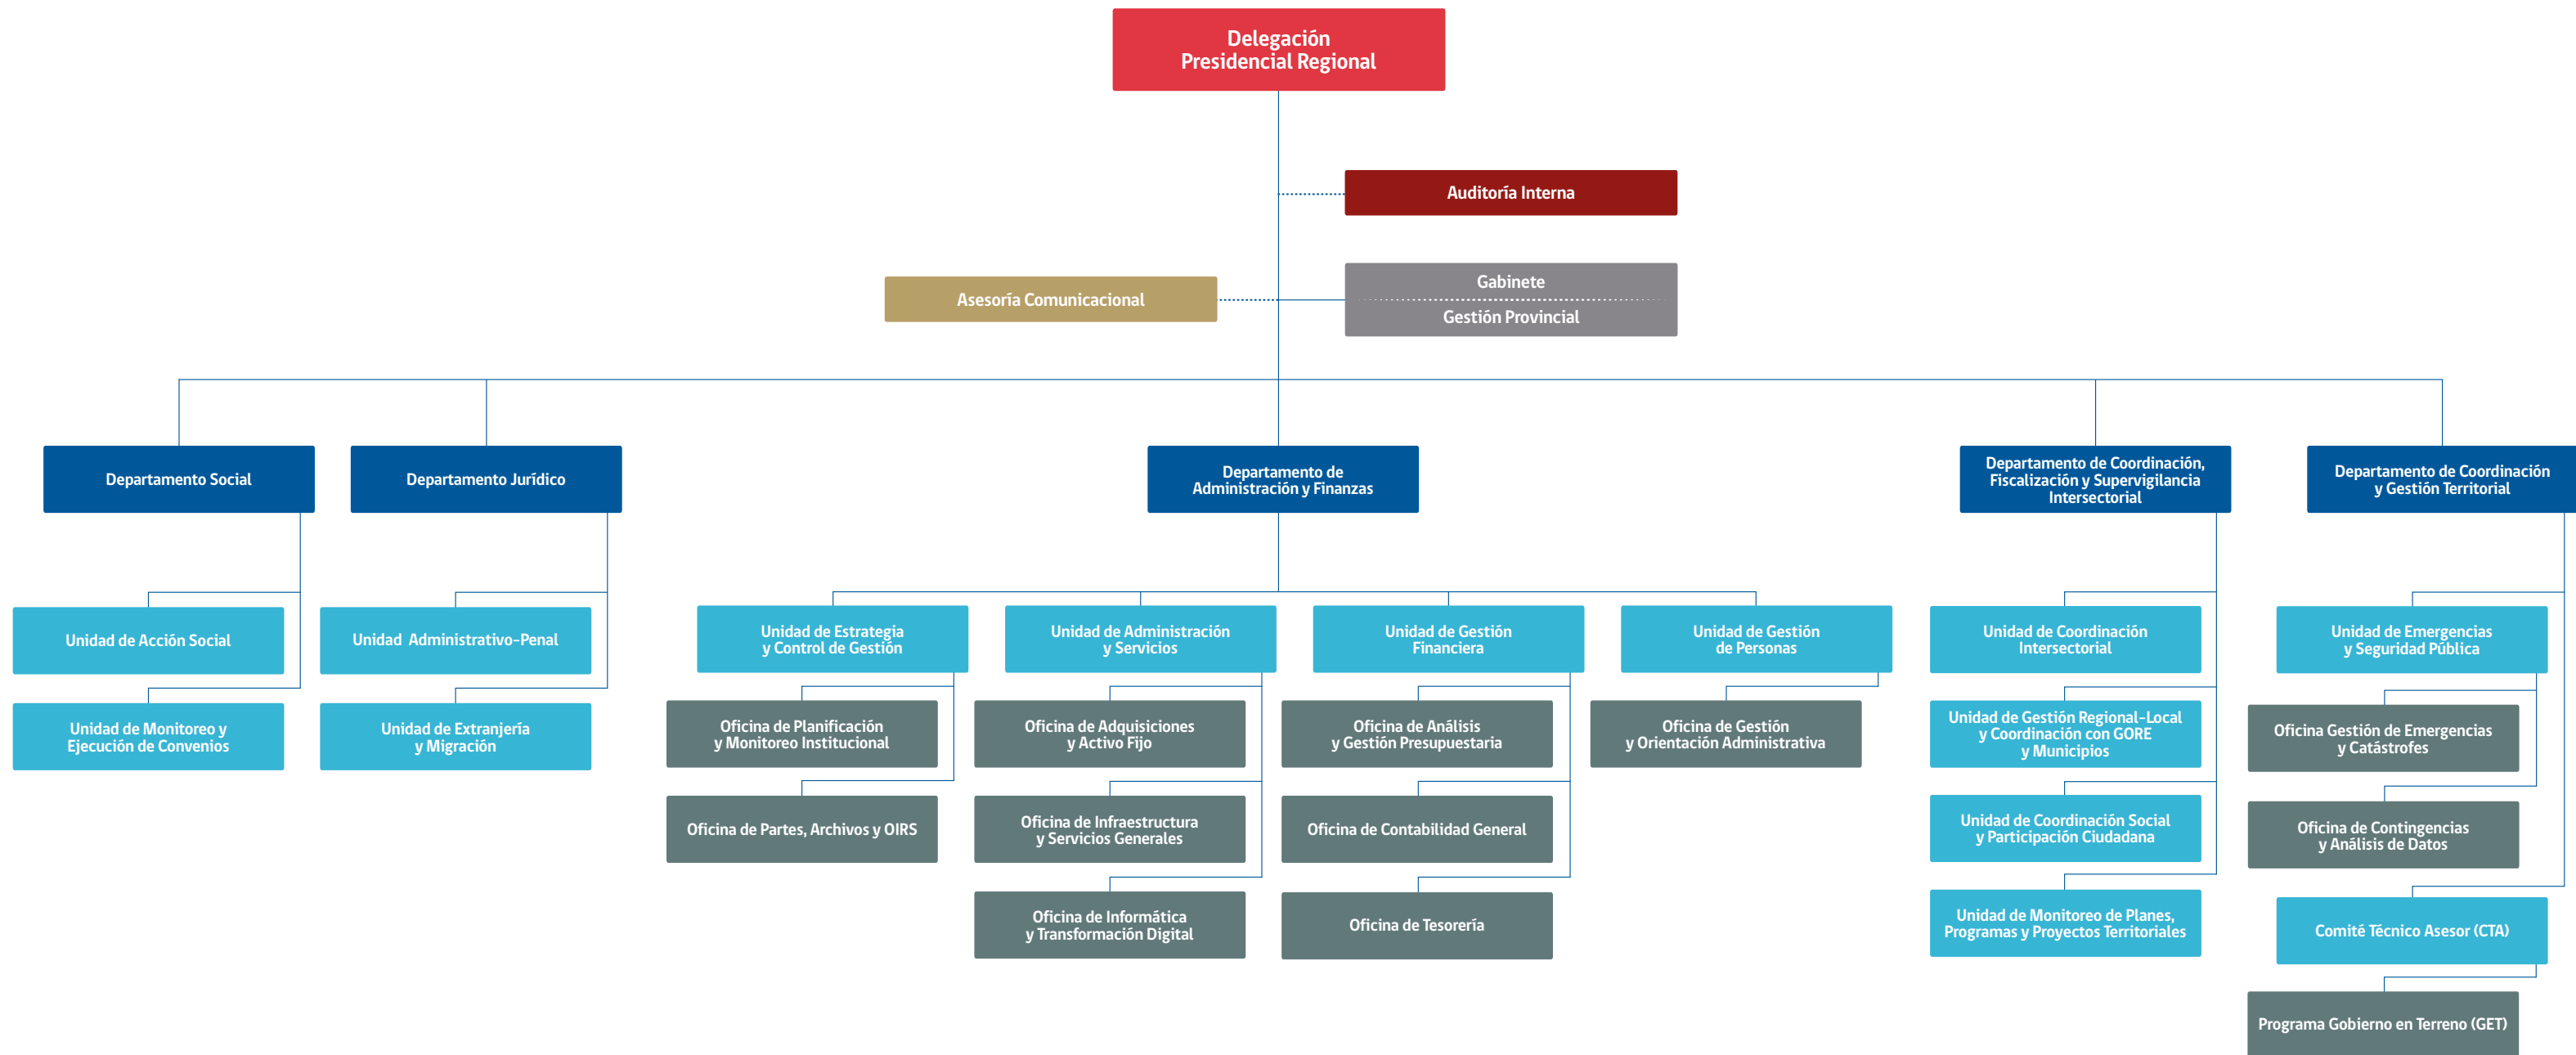 Delegación
Presidencial Regional
Auditoría Interna
Asesoría Comunicacional
Gabinete
Gestión Provincial
Departamento Social
Departamento Jurídico
Departamento de
Administración y Finanzas
Departamento de Coordinación,
Fiscalización y Supervigilancia
Intersectorial
Departamento de Coordinación
y Gestión Territorial
Unidad de Acción Social
Unidad de Monitoreo y
Ejecución de Convenios
Unidad Administrativo-Penal
Unidad de Extranjería
y Migración
Unidad de Estrategia
y Control de Gestión
Oficina de Planificación
y Monitoreo Institucional
Oficina de Partes, Archivos y OIRS
Unidad de Administración
y Servicios
Oficina de Adquisiciones
y Activo Fijo
Oficina de Infraestructura
y Servicios Generales
Oficina de Informática
y Transformación Digital
Unidad de Gestión
Financiera
Oficina de Análisis
y Gestión Presupuestaria
Oficina de Contabilidad General
Oficina de Tesorería
Unidad de Gestión
de Personas
Oficina de Gestión
y Orientación Administrativa
Unidad de Coordinación
Intersectorial
Unidad de Gestión Regional-Local
y Coordinación con GORE
y Municipios
Unidad de Coordinación Social
y Participación Ciudadana
Unidad de Monitoreo de Planes,
Programas y Proyectos Territoriales
Unidad de Emergencias
y Seguridad Pública
Oficina Gestión de Emergencias
y Catástrofes
Oficina de Contingencias
y Análisis de Datos
Comité Técnico Asesor (CTA)
Programa Gobierno en Terreno (GET)